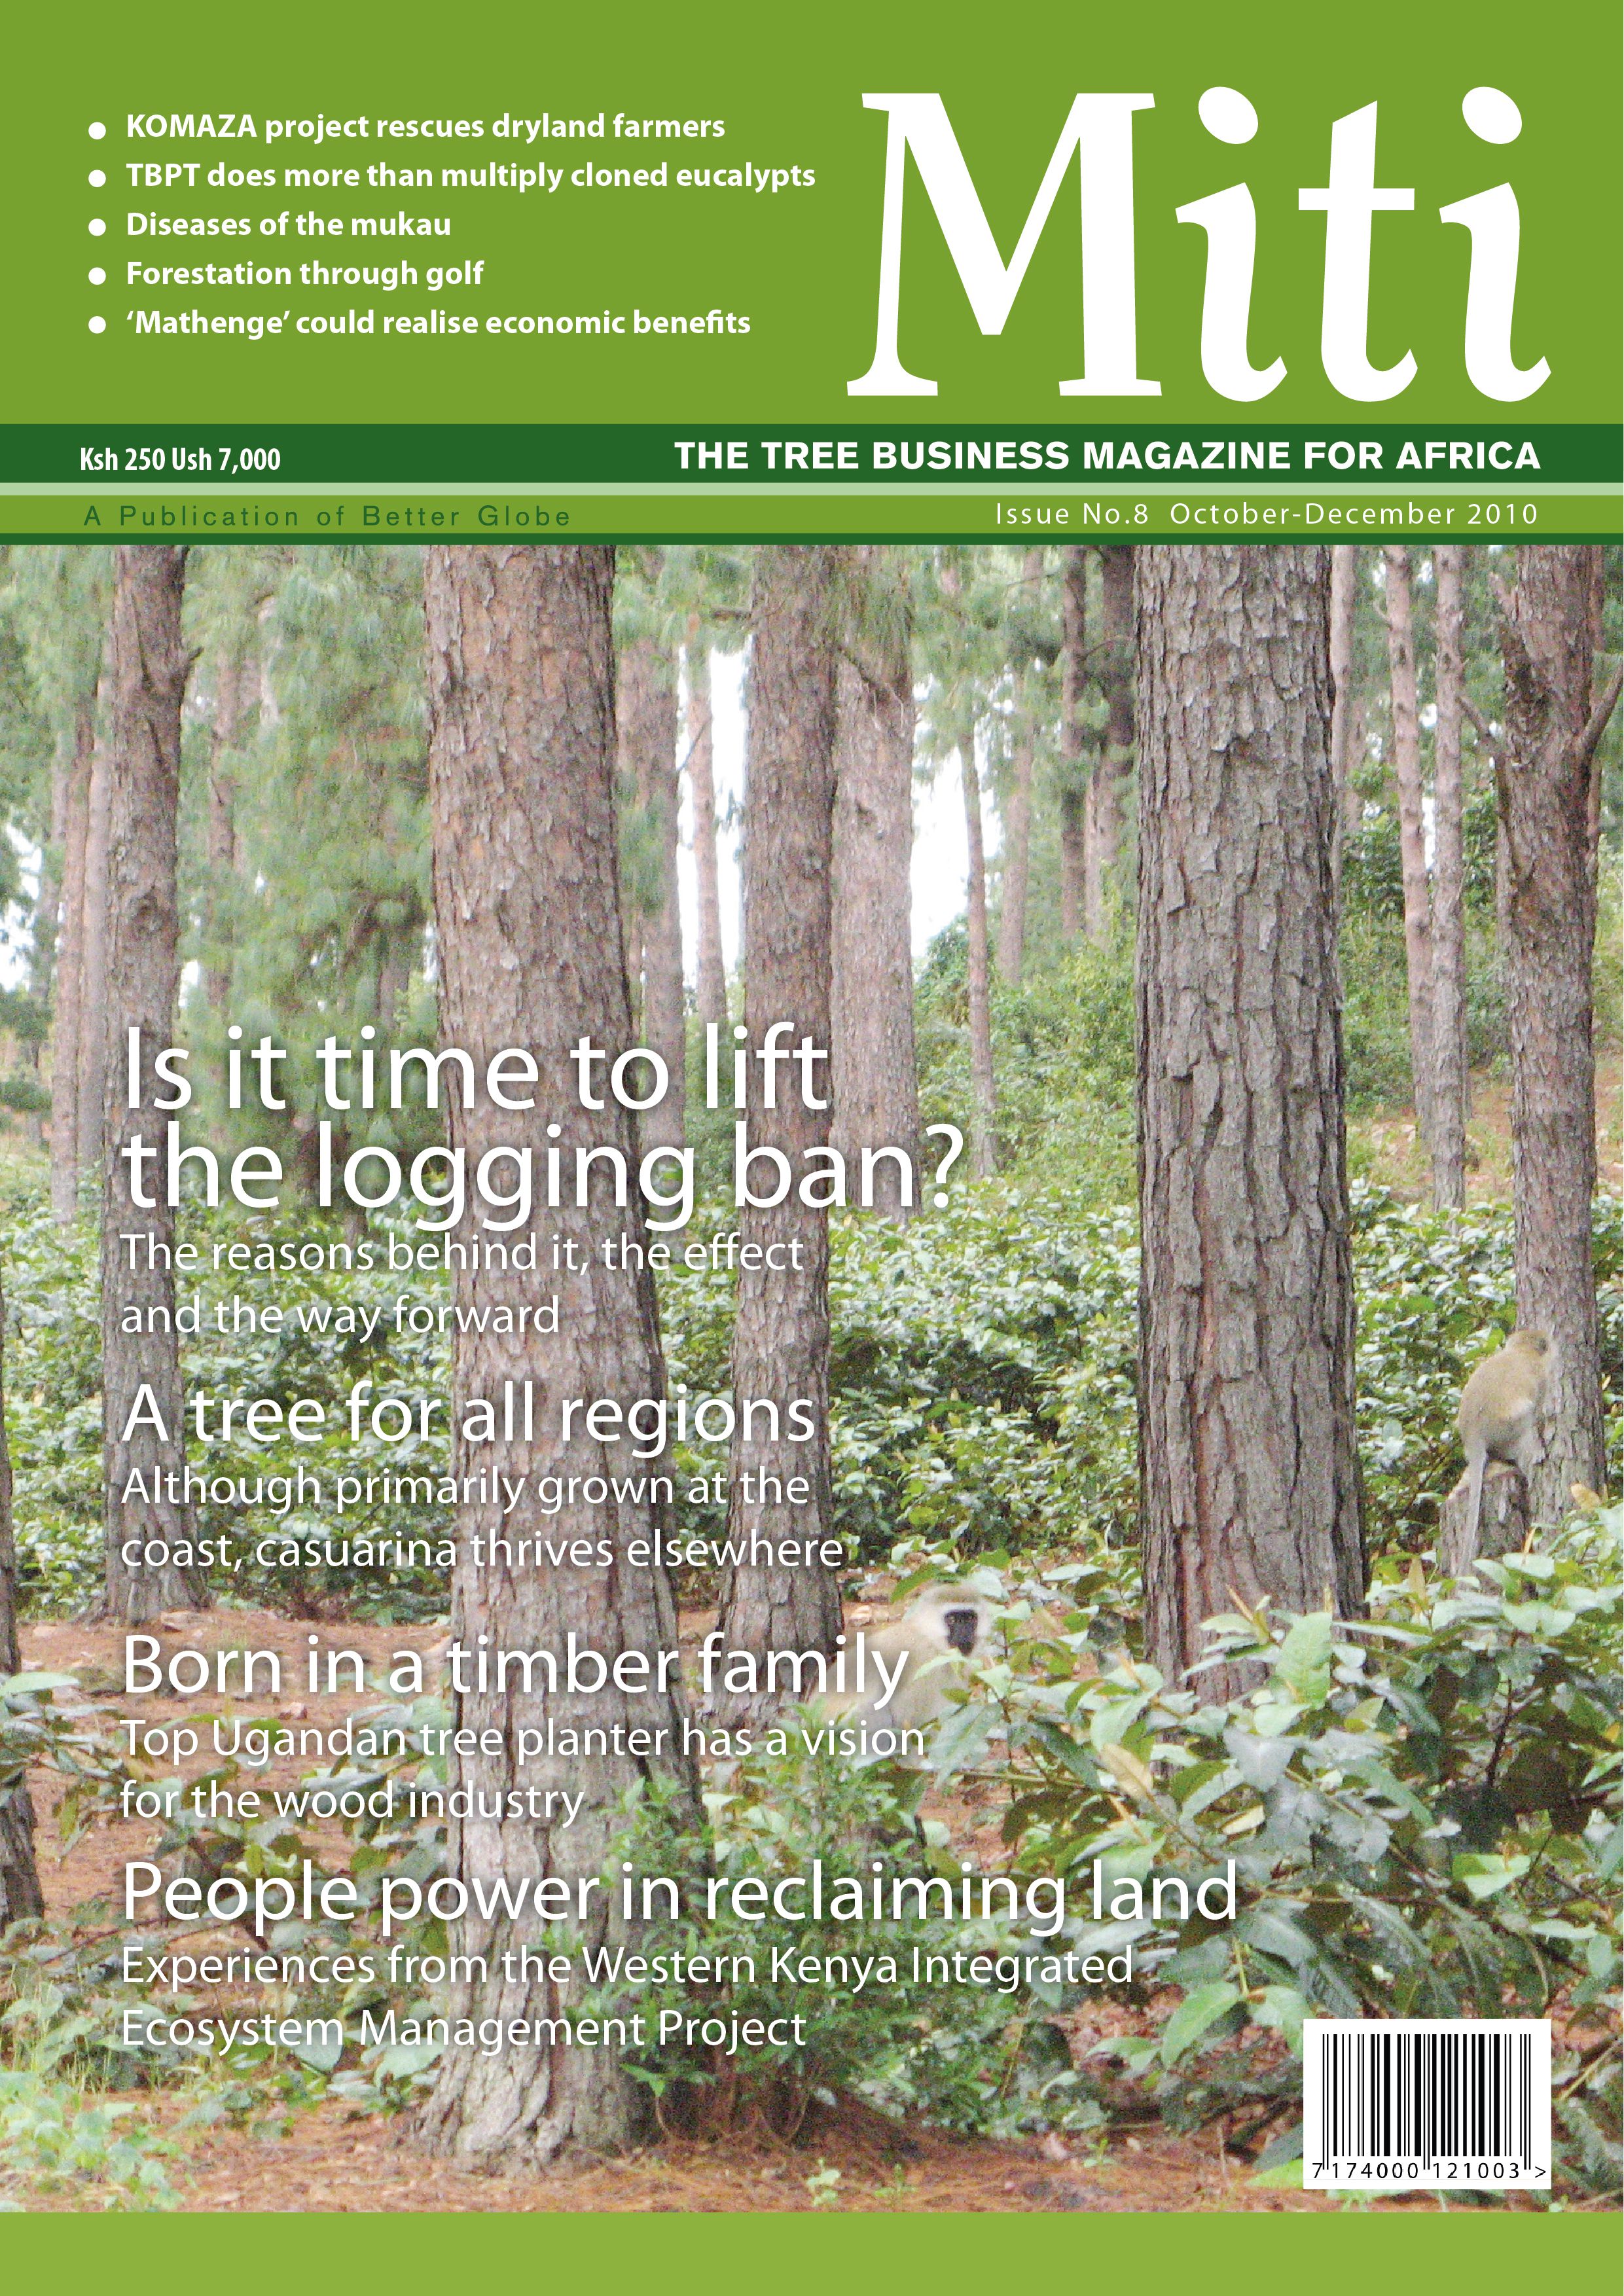 ● KOMAZA project rescues dryland farmers
● TBPT does more than multiply cloned eucalypts
● Diseases of the mukau
● Forestation through golf
● ‘Mathenge’ could realise economic benefits
Miti
Ksh 250 Ush 7,000
THE TREE BUSINESS MAGAZINE FOR AFRICA
A Publication of Better Globe
Issue No.8 October-December 2010
Is it time to lift
the logging ban?
The reasons behind it, the effect
and the way forward
A tree for all regions
Although primarily grown at the
coast, casuarina thrives elsewhere
Born in a timber family
Top Ugandan tree planter has a vision
for the wood industry
People power in reclaiming land
Experiences from the Western Kenya Integrated
Ecosystem Management Project
7 174000 121003 >